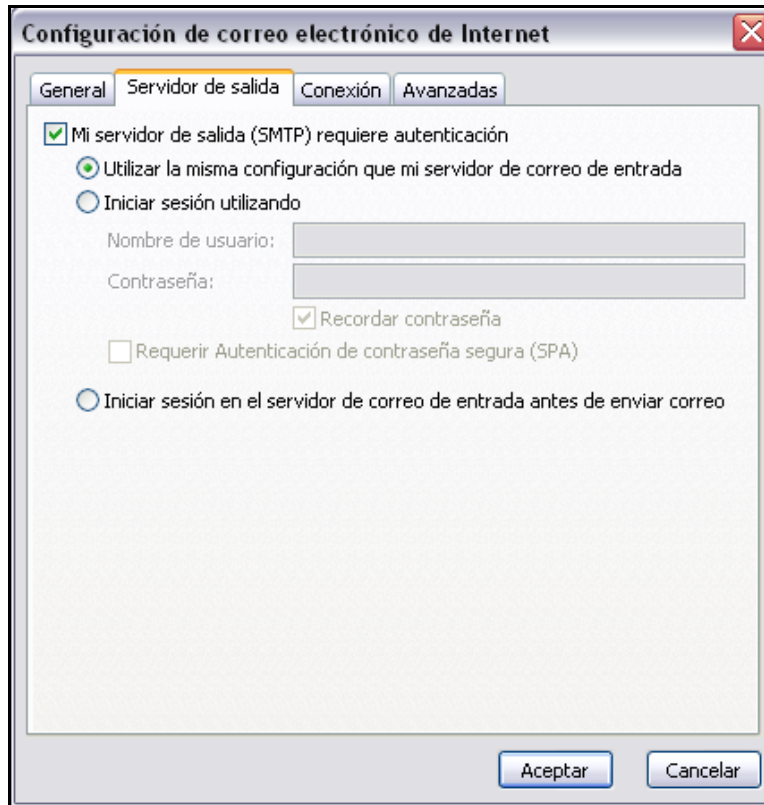 Configuración de correo electrónico de Internet
General Servidor de salida Conexión Avanzadas
Mi servidor de salida (SMTP) requiere autenticación
Utilizar la misma configuración que mi servidor de correo de entrada
Iniciar sesión utilizando
Nombre de usuario:
Contraseña:
Recordar contraseña
Requerir Autenticación de contraseña segura (SPA)
Iniciar sesión en el servidor de correo de entrada antes de enviar correo
Aceptar Cancelar